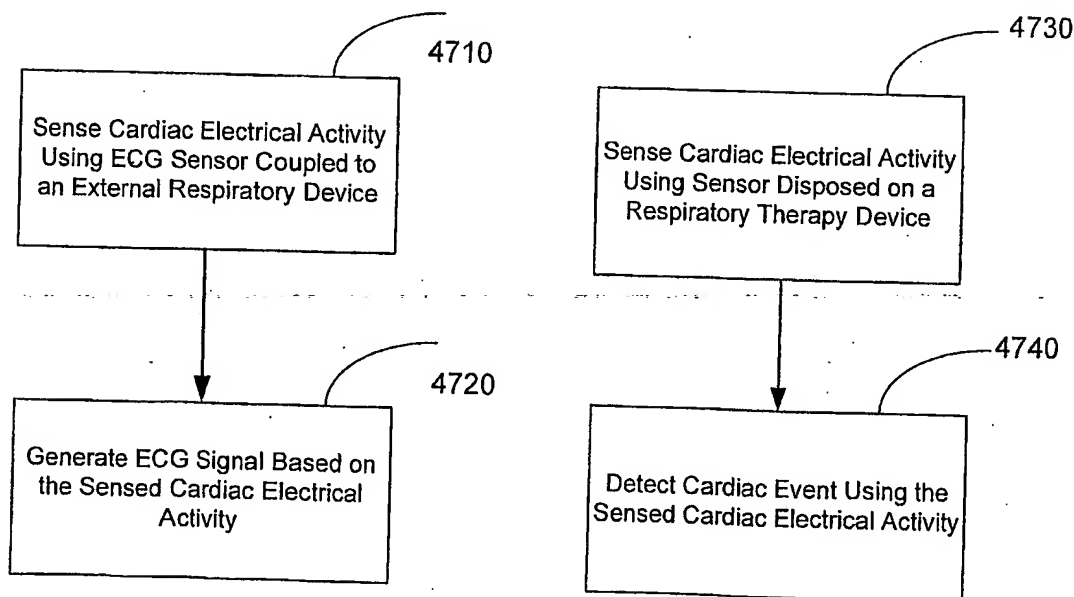 4710
Sense Cardiac Electrical Activity
Using ECG Sensor Coupled to
an External Respiratory Device
4720
Generate ECG Signal Based on
the Sensed Cardiac Electrical
Activity
4730
Sense Cardiac Electrical Activity
Using Sensor Disposed on a
Respiratory Therapy Device
4740
Detect Cardiac Event Using the
Sensed Cardiac Electrical Activity